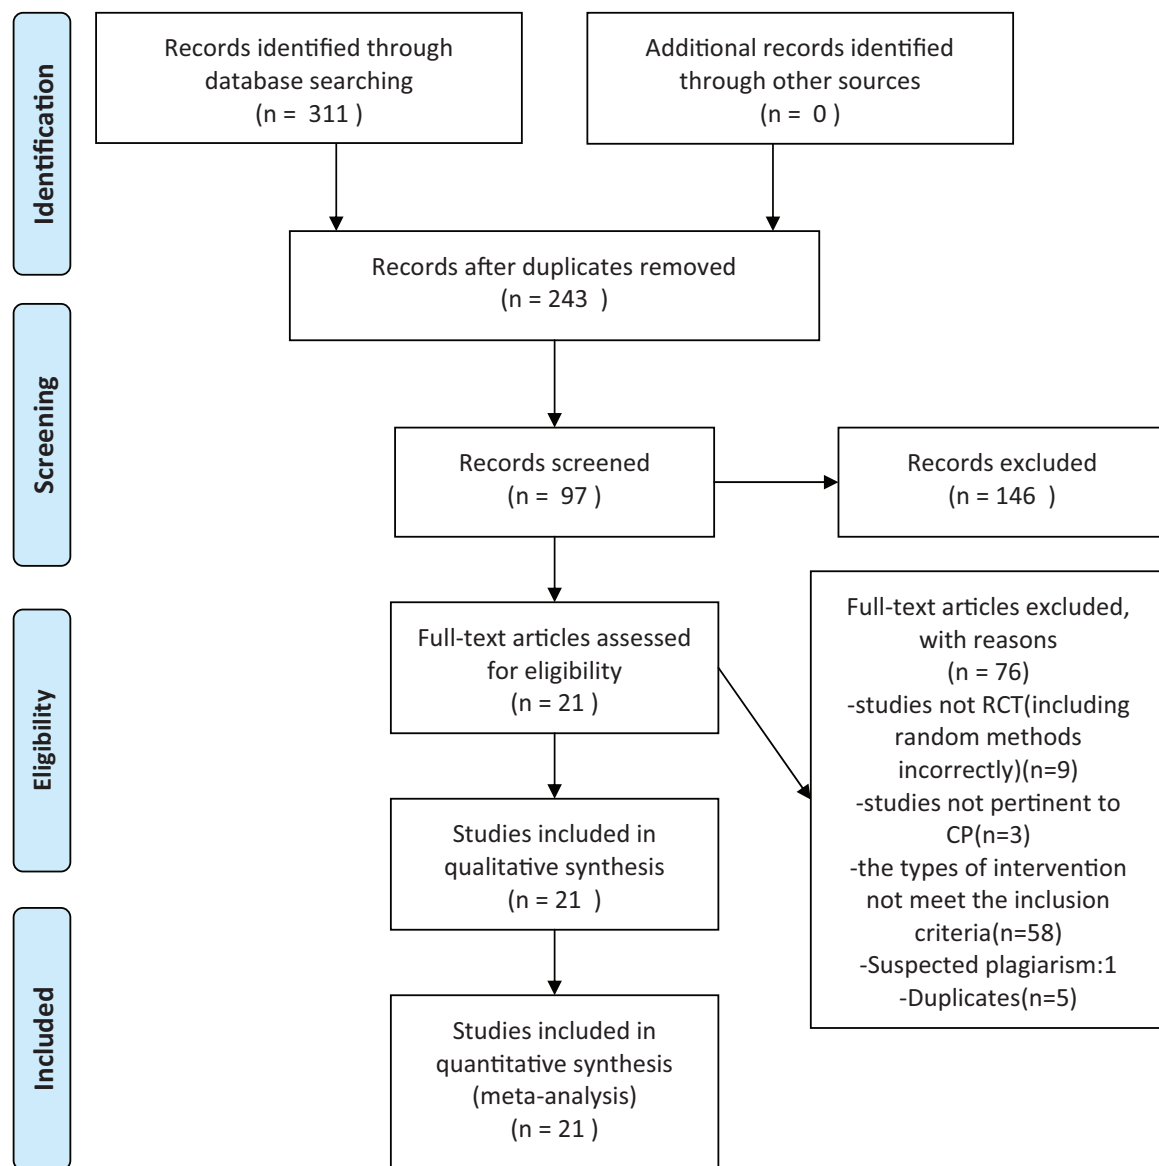 Identification
Records identified through
database searching
(n =  311 )
Additional records identified
through other sources
(n =  0 )
Records after duplicates removed
(n = 243  )
Screening
Records screened
(n =  97 )
Records excluded
(n = 146  )
Eligibility
Full-text articles assessed
for eligibility
(n = 21 )
Full-text articles excluded,
with reasons
(n = 76)
-studies not RCT(including
random methods
incorrectly)(n=9)
-studies not pertinent to
CP(n=3)
-the types of intervention
not meet the inclusion
criteria(n=58)
-Suspected plagiarism:1
-Duplicates(n=5)
Studies included in
qualitative synthesis
(n = 21  )
Included
Studies included in
quantitative synthesis
(meta-analysis)
(n = 21 )